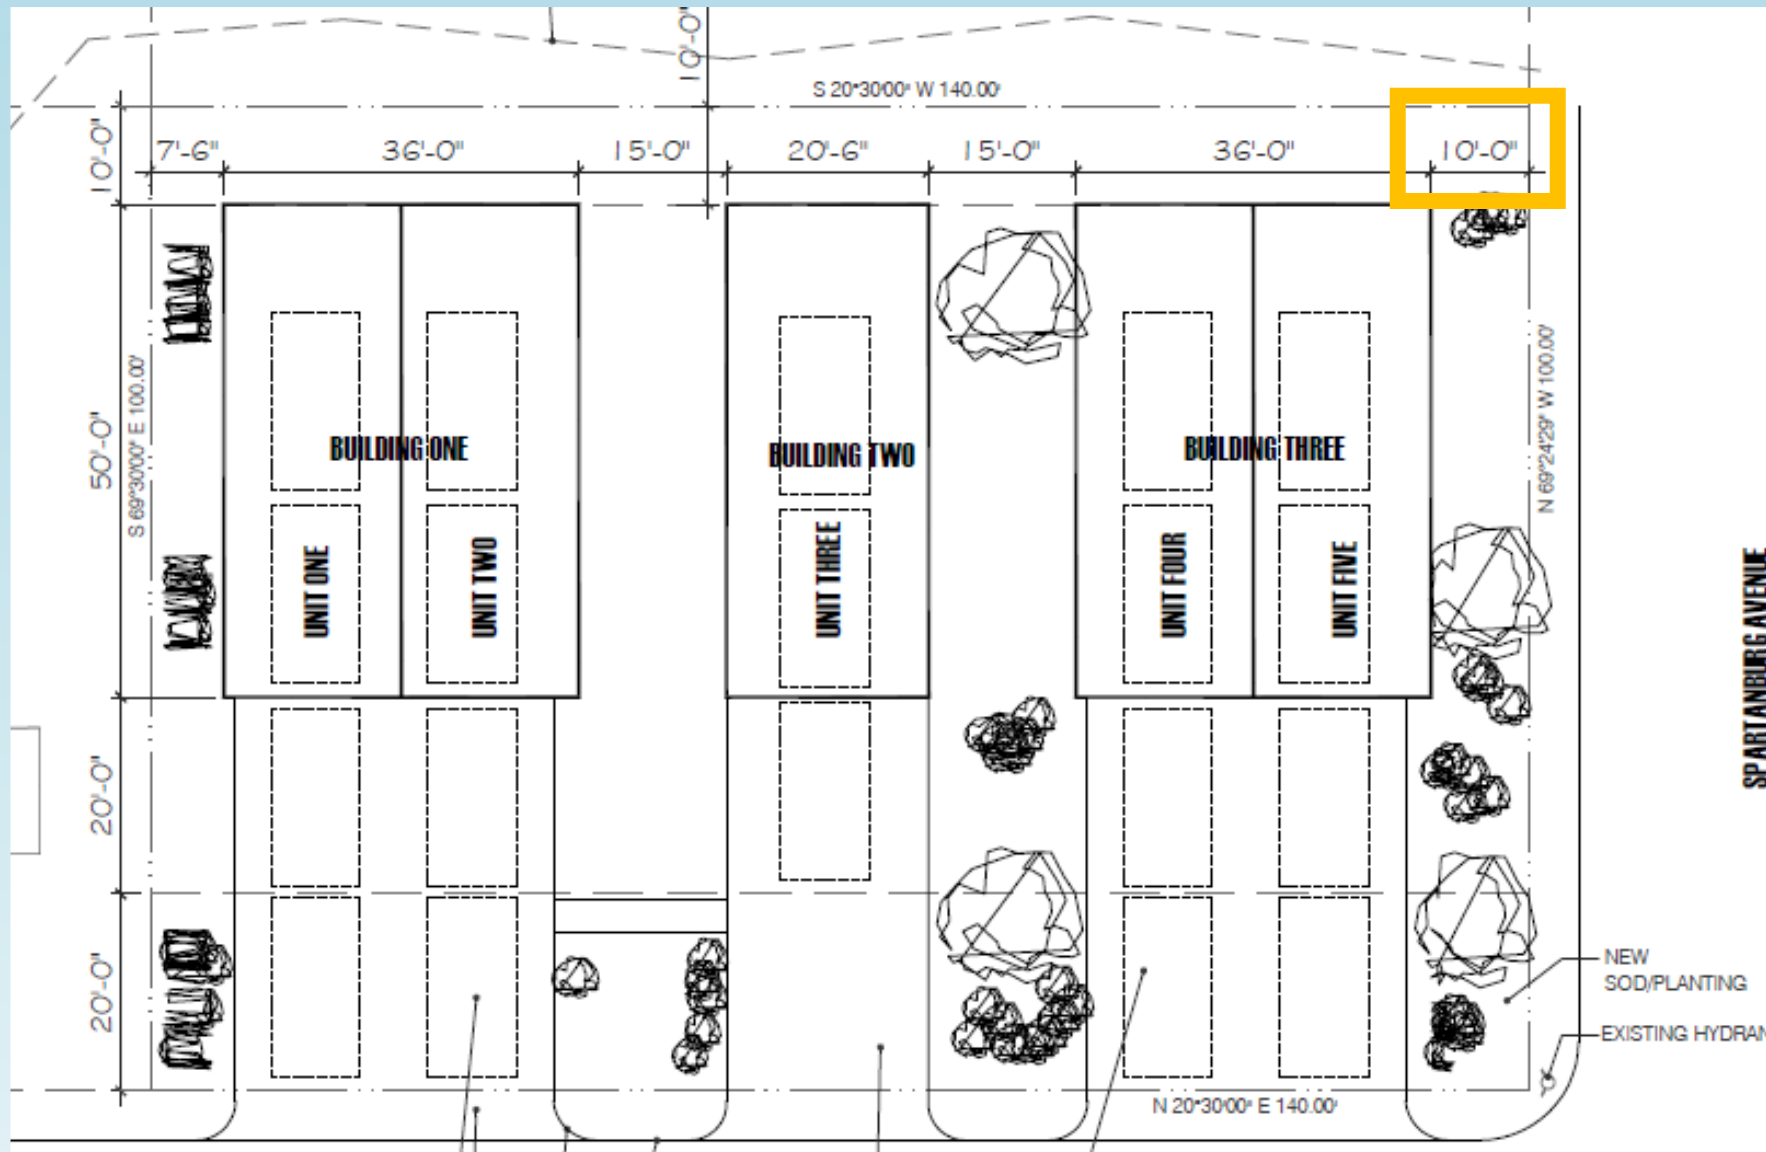 10'-0"
S 20°30'00" W 140.00'
10'-0"
7'-6"
36'-0"
15'-0"
20'-6"
15'-0"
36'-0"
10'-0"
50'-0"
S 69°30'00" E 100.00'
N 69°24'29" W 100.00'
BUILDING ONE
BUILDING TWO
BUILDING THREE
UNIT ONE
UNIT TWO
UNIT THREE
UNIT FOUR
UNIT FIVE
SPARTANBURG AVENUE
20'-0"
20'-0"
NEW
SOD/PLANTING
EXISTING HYDRAN
N 20°30'00" E 140.00'